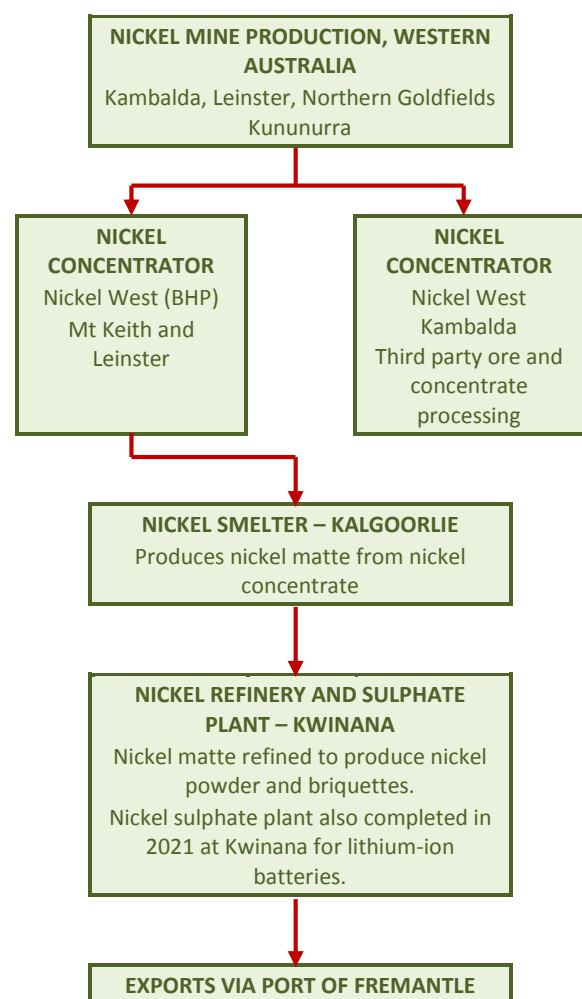 NICKEL MINE PRODUCTION, WESTERN
AUSTRALIA
Kambalda, Leinster, Northern Goldfields
Kununurra
NICKEL
CONCENTRATOR
Nickel West (BHP)
Mt Keith and
Leinster
NICKEL
CONCENTRATOR
Nickel West
Kambalda
Third party ore and
concentrate
processing
NICKEL SMELTER – KALGOORLIE
Produces nickel matte from nickel
concentrate
NICKEL REFINERY AND SULPHATE
PLANT – KWINANA
Nickel matte refined to produce nickel
powder and briquettes.
Nickel sulphate plant also completed in
2021 at Kwinana for lithium-ion
batteries.
EXPORTS VIA PORT OF FREMANTLE